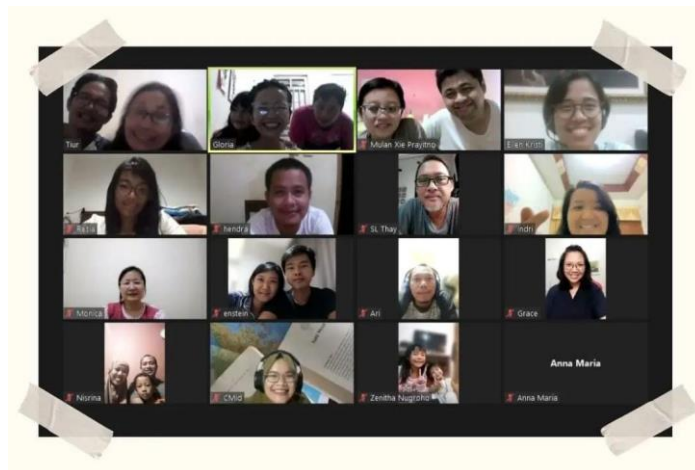 Tiur
Gloria
Mulan Xie Prayitno
Elan Kristi
Ratia
hendra
SL Thay
indri
Monica
enstein
Ari
Grace
Anna Maria
Nisrina
CMid
Zenitha Nugroho
Anna Maria